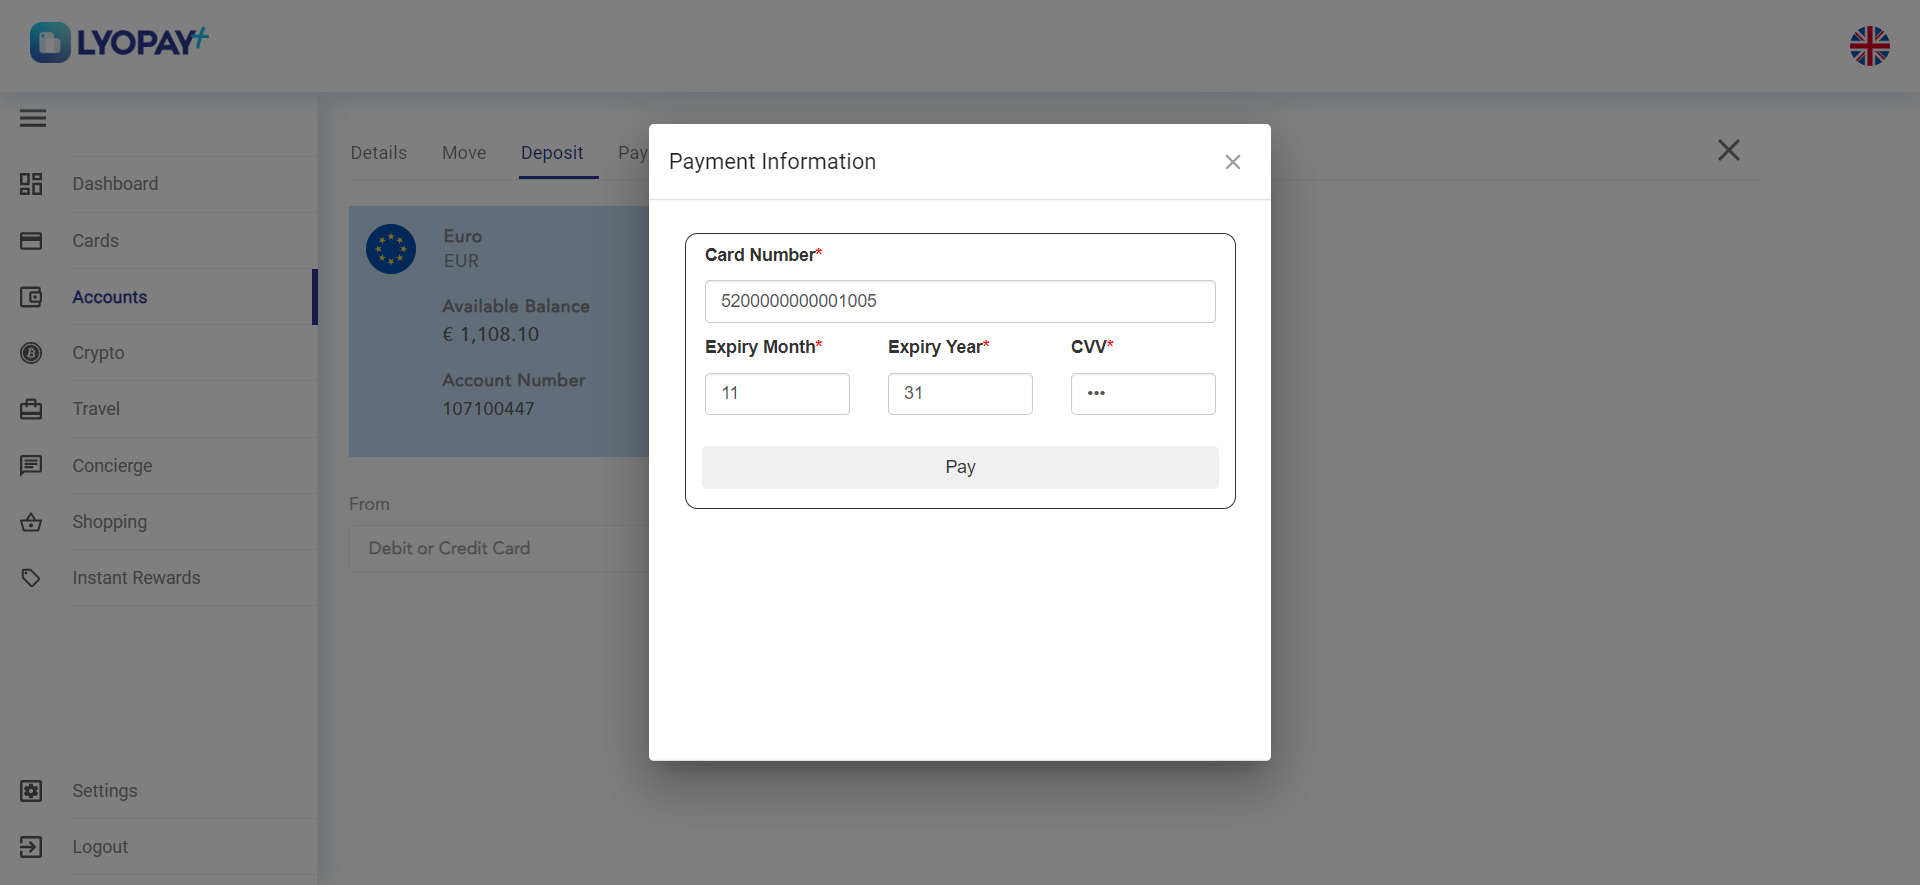 LYOPAY+
Details Move Deposit Pay
Dashboard
Cards
Accounts
Crypto
Travel
Concierge
Shopping
Instant Rewards
Settings
Logout
Euro
EUR
Available Balance
€ 1,108.10
Account Number
107100447
From
Debit or Credit Card
Payment Information
Card Number*
5200000000001005
Expiry Month* Expiry Year* CVV*
11 31 •••
Pay